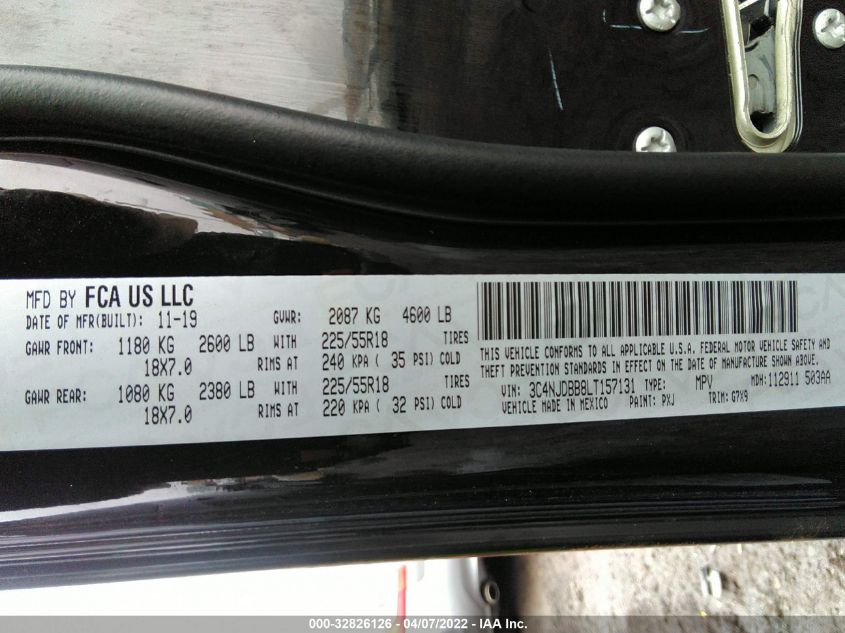 MFD BY FCA US LLC
DATE OF MFR(BUILT): 11-19 GVWR: 2087 KG 4600 LB
GAWR FRONT: 1180 KG 2600 LB WITH 225/55R18 TIRES
18X7.0 RIMS AT 240 KPA ( 35 PSI) COLD
GAWR REAR: 1080 KG 2380 LB WITH 225/55R18 TIRES
18X7.0 RIMS AT 220 KPA ( 32 PSI) COLD
THIS VEHICLE CONFORMS TO ALL APPLICABLE U.S.A. FEDERAL MOTOR VEHICLE SAFETY AND
THEFT PREVENTION STANDARDS IN EFFECT ON THE DATE OF MANUFACTURE SHOWN ABOVE.
VIN: 3C4NJDBB8LT157131 TYPE: MPV MDH:112911 503AA
VEHICLE MADE IN MEXICO PAINT: PXJ TRIM: G7X9
000-32826126 - 04/07/2022 - IAA Inc.